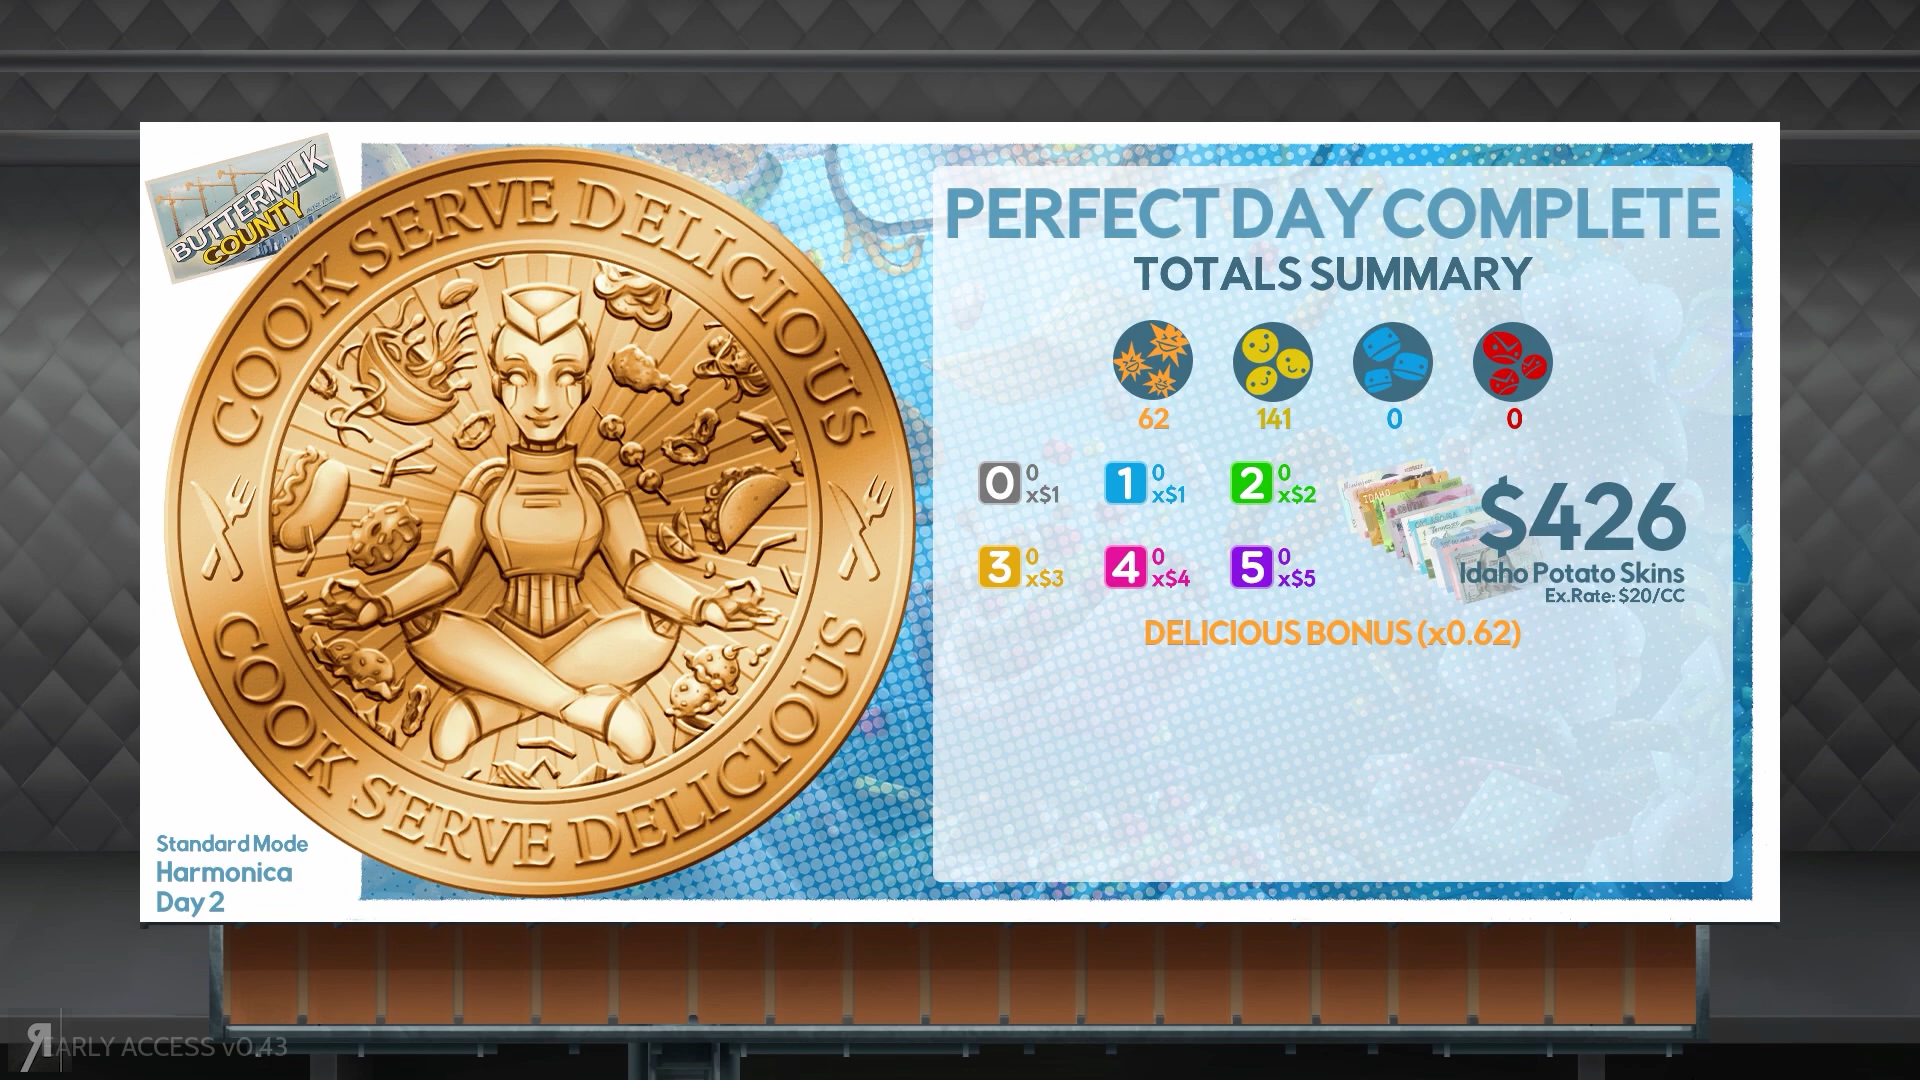 BUTTERMILK
COUNTY
COOK SERVE DELICIOUS
COOK SERVE DELICIOUS
PERFECT DAY COMPLETE
TOTALS SUMMARY
62 141 0 0
0 0 x$1
1 0 x$1
2 0 x$2
3 0 x$3
4 0 x$4
5 0 x$5
IDAHO
$426
Idaho Potato Skins
Ex.Rate: $20/CC
DELICIOUS BONUS (x0.62)
Standard Mode
Harmonica
Day 2
EARLY ACCESS v0.43